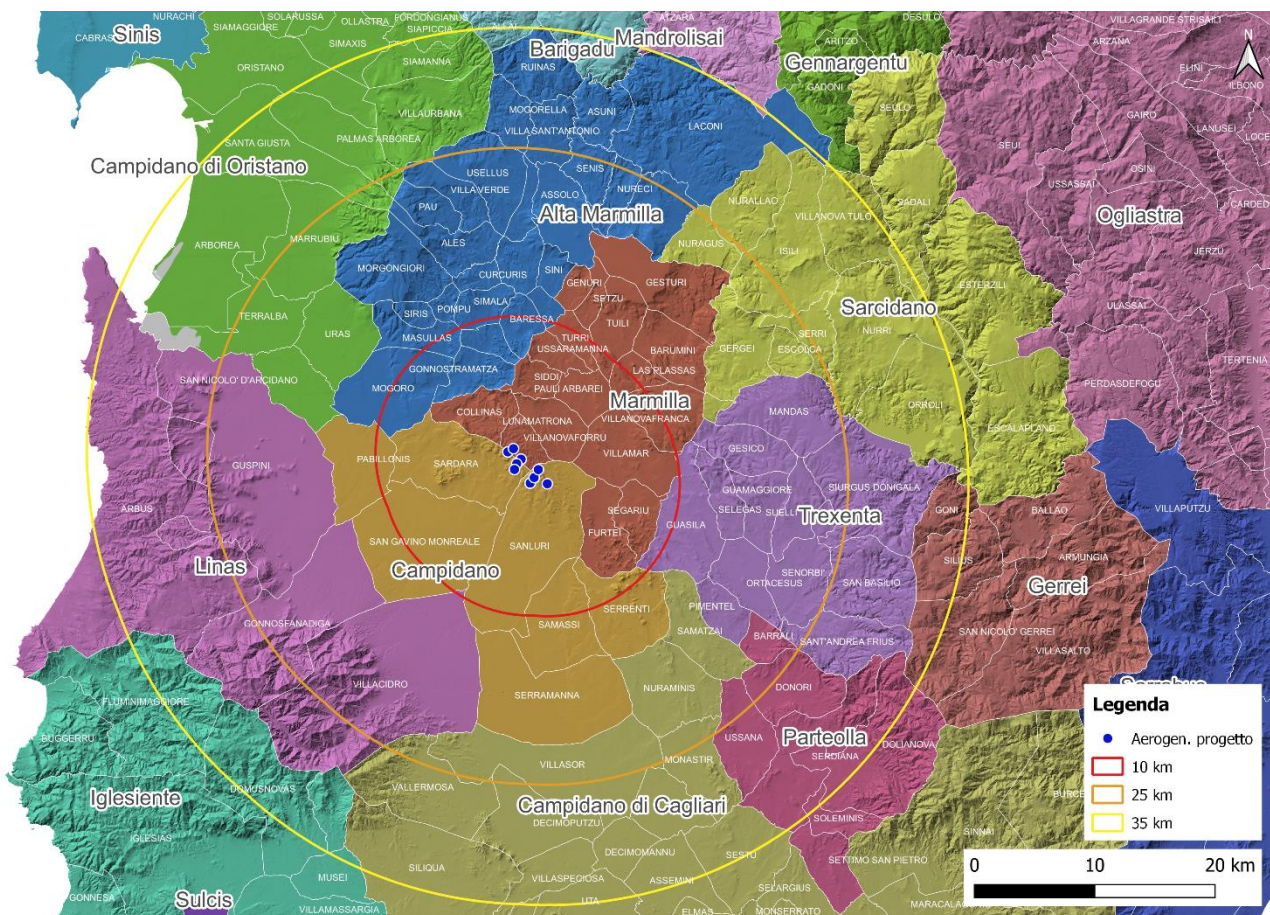 NURACHI
SOLARUSSA
OLLASTRA
FORDONGIANUS
ALLAI
ATZARA
DESULO
VILLAGRANDE STRISAILI
CABRAS
Sinis
SIAMAGGIORE
SIMAXIS
SIAPICCIA
Barigadu
Mandrolisai
ARITZO
ARZANA
N
ORISTANO
SIAMANNA
RUINAS
Gennargentu
GADONI
ELINI
ILBONO
VILLAURBANA
MOGORELLA
ASUNI
SEULO
LANUSEI
SANTA GIUSTA
PALMAS ARBOREA
VILLA SANT'ANTONIO
LACONI
SEUI
GAIRO
LOCE
Campidano di Oristano
USELLUS
SENIS
OSINI
VILLAVERDE
ASSOLO
NURECI
USSASSAI
PAU
Alta Marmilla
NURALLAO
VILLANOVA TULO
SADALI
CARDED
Ogliastra
ARBOREA
MARRUBIU
ALES
NURAGUS
ISILI
JERZU
MORGONGIORI
CURCURIS
SINI
GENURI
GESTURI
ESTERZILI
ULASSAI
TERRALBA
SIRIS
POMPU
SIMALA
SETZU
Sarcidano
URAS
BARESSA
TUILI
SERRI
NURRI
MASULLAS
TURRI
USSARAMANNA
BARUMINI
GERGEI
ESCOLCA
TERTENIA
SAN NICOLO' D'ARCIDANO
GONNOSTRAMATZA
SIDDI
LAS PLASSAS
PERDASDEFOGU
MOGORO
PAULI ARBAREI
ORROLI
COLLINAS
Marmilla
MANDAS
LUNAMATRONA
VILLANOVAFRANCA
ESCALAPLANO
VILLANOVAFORRU
GESICO
PABILLONIS
SARDARA
VILLAMAR
GUSPINI
GUAMAGGIORE
SIURGUS DONIGALA
ARBUS
SEGARIU
SELEGAS
SUELLI
Trexenta
GONI
BALLAO
VILLAPUTZU
FURTEI
GUASILA
SAN GAVINO MONREALE
SANLURI
SILIUS
ARMUNGIA
Linas
Campidano
SENORBI
ORTACESUS
SAN BASILIO
Gerrei
GONNOSFANADIGA
SERRENTI
PIMENTEL
SAMASSI
SAMATZAI
BARRALI
SANT'ANDREA FRIUS
SAN NICOLO' GERREI
VILLASALTO
VILLACIDRO
SERRAMANNA
NURAMINIS
DONORI
FLUMINIMAGGIORE
BUGGERRU
USSANA
Parteolla
DOLIANOVA
VILLASOR
MONASTIR
SERDIANA
Iglesiente
DOMUSNOVAS
VALLERMOSA
Campidano di Cagliari
DECIMOPUTZU
SOLEMINIS
IGLESIAS
DECIMOMANNU
SESTU
SINNAI
SILIQUA
SETTIMO SAN PIETRO
GONNESA
MUSEI
VILLASPECIOSA
ASSEMINI
SELARGIUS
Sulcis
VILLAMASSARGIA
UTA
ELMAS
MONSERRATO
Legenda
Aerogen. progetto
10 km
25 km
35 km
0 10 20 km